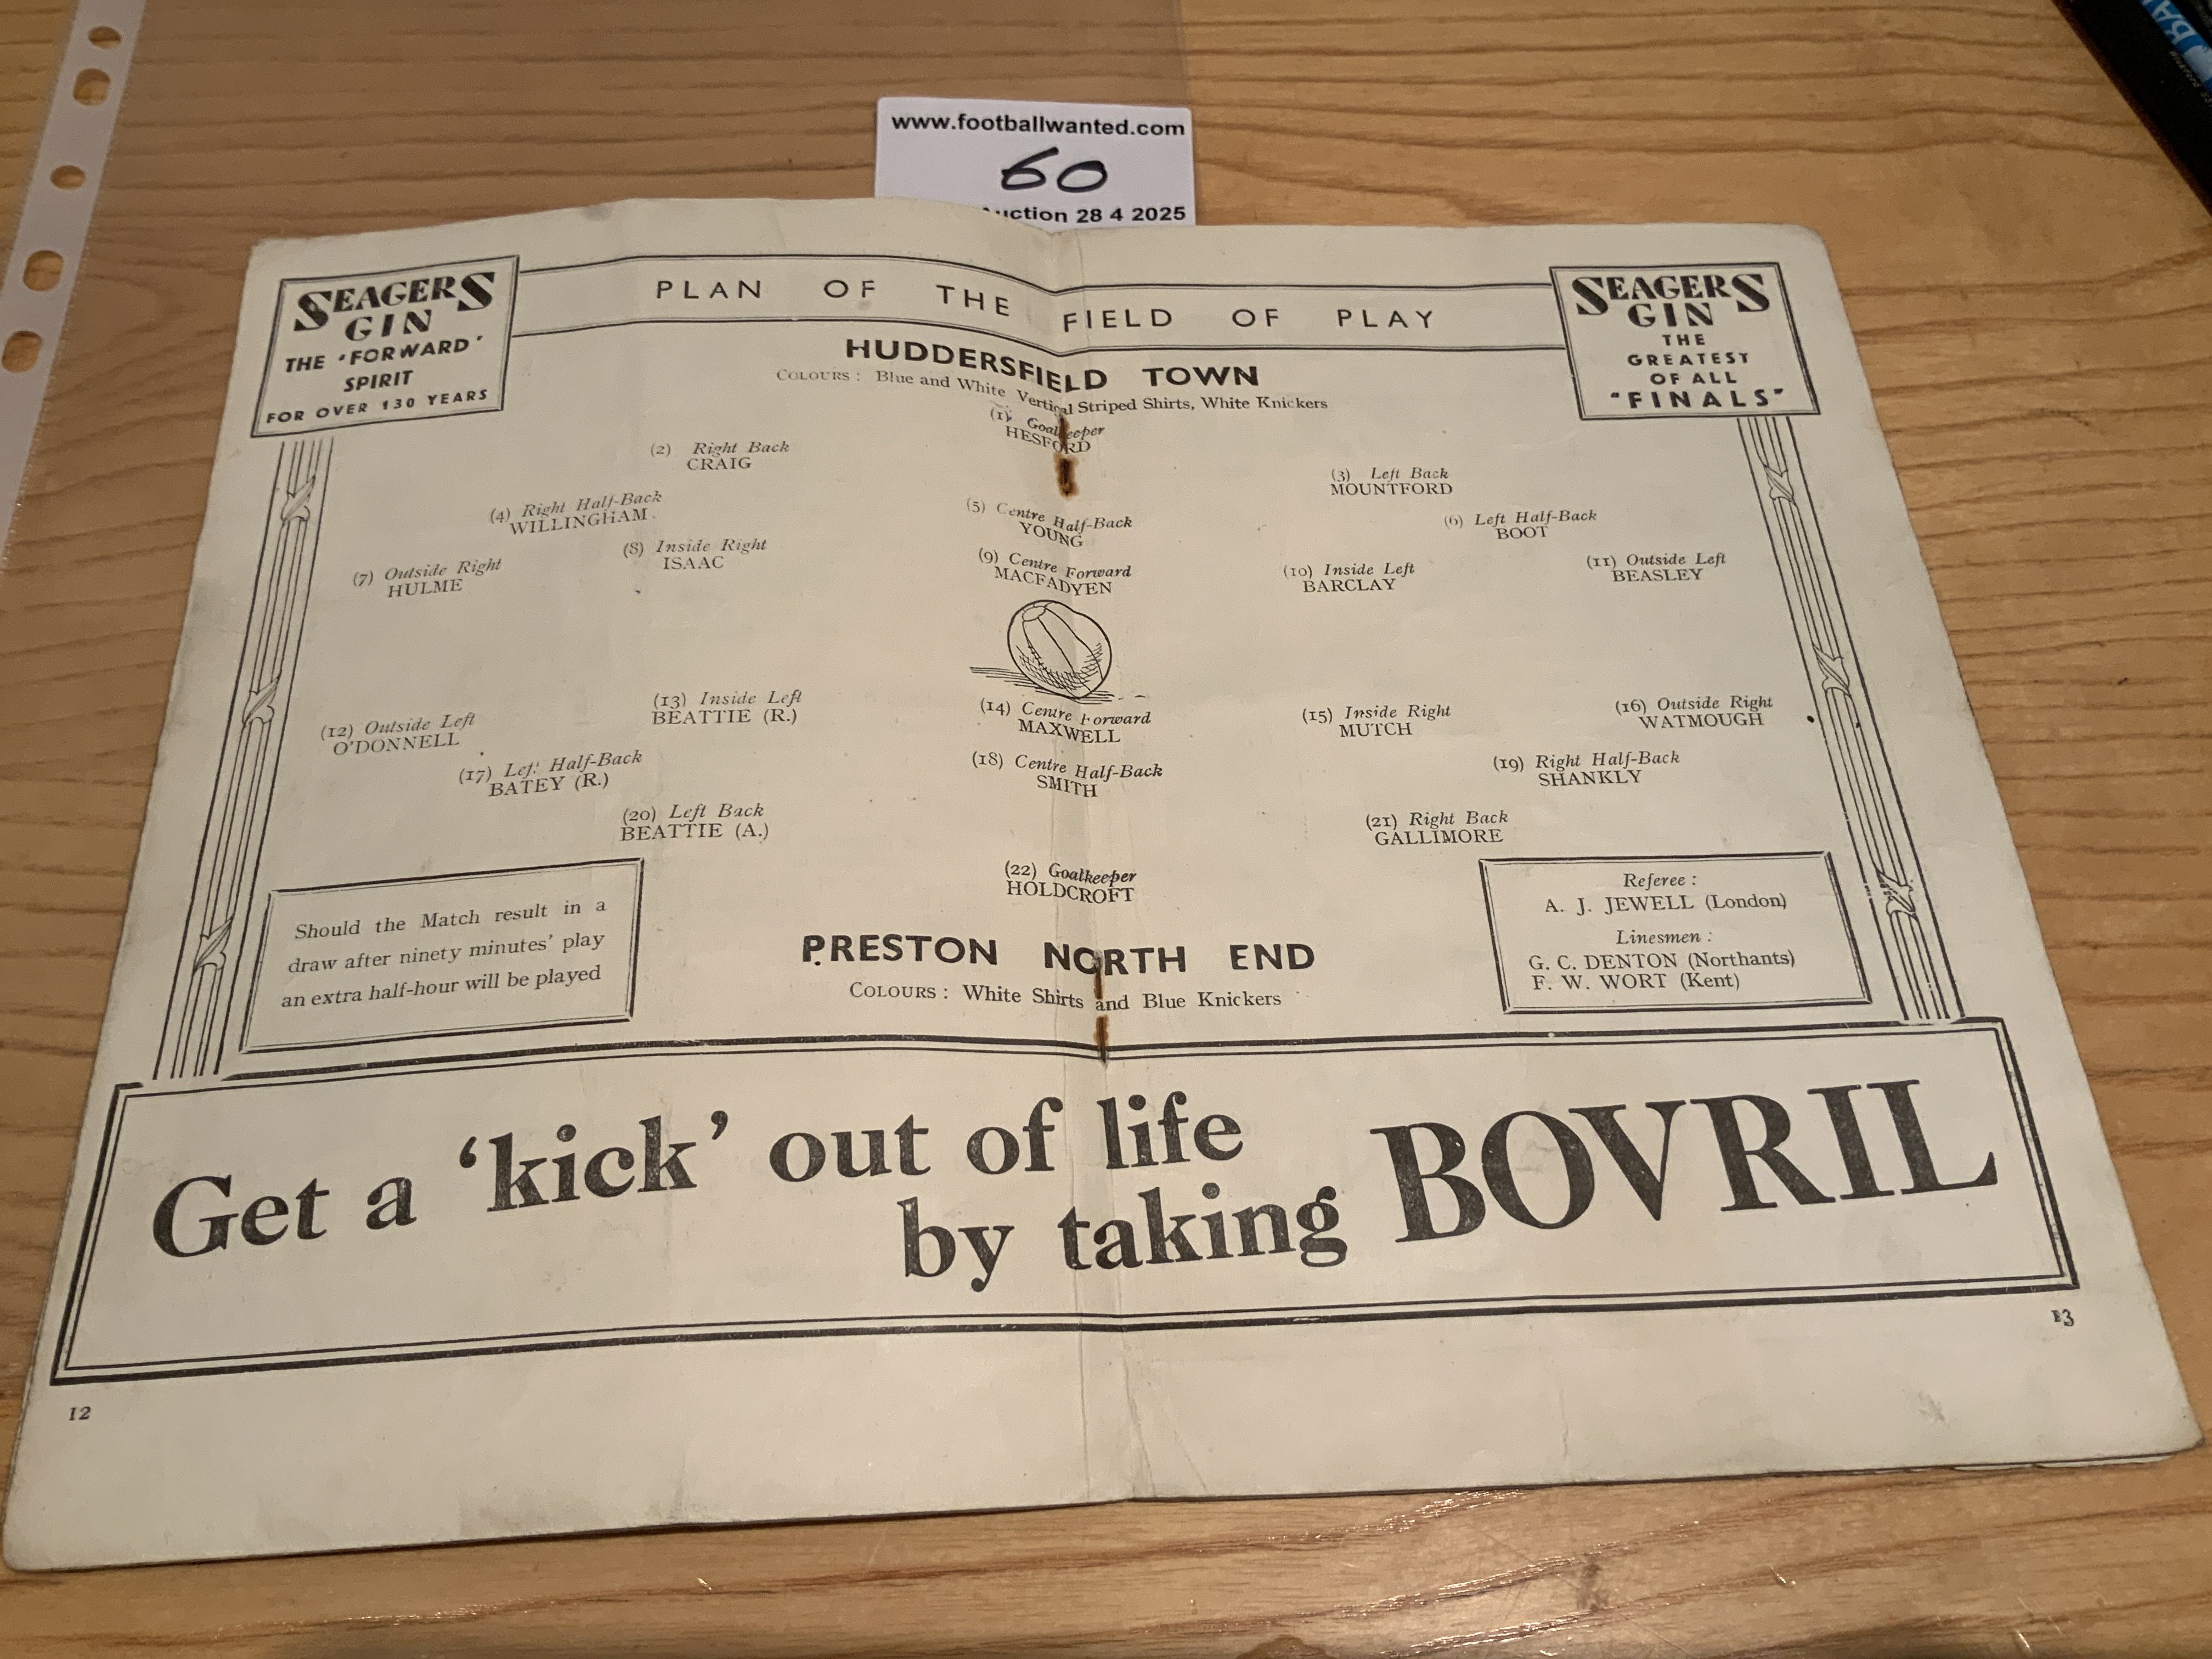 www.footballwanted.com
60
Auction 28 4 2025
SEAGERS
GIN
THE 'FORWARD'
SPIRIT
FOR OVER 130 YEARS
PLAN OF THE FIELD OF PLAY
SEAGERS
GIN
THE
GREATEST
OF ALL
"FINALS"
HUDDERSFIELD TOWN
COLOURS: Blue and White Vertical Striped Shirts, White Knickers
(1) Goalkeeper
HESFORD
(2) Right Back
CRAIG
(3) Left Back
MOUNTFORD
(4) Right Half-Back
WILLINGHAM
(5) Centre Half-Back
YOUNG
(6) Left Half-Back
BOOT
(7) Outside Right
HULME
(8) Inside Right
ISAAC
(9) Centre Forward
MACFADYEN
(10) Inside Left
BARCLAY
(11) Outside Left
BEASLEY
(12) Outside Left
O'DONNELL
(13) Inside Left
BEATTIE (R.)
(14) Centre Forward
MAXWELL
(15) Inside Right
MUTCH
(16) Outside Right
WATMOUGH
(17) Left Half-Back
BATEY (R.)
(18) Centre Half-Back
SMITH
(19) Right Half-Back
SHANKLY
(20) Left Back
BEATTIE (A.)
(21) Right Back
GALLIMORE
(22) Goalkeeper
HOLDCROFT
PRESTON NORTH END
COLOURS: White Shirts and Blue Knickers
Should the Match result in a
draw after ninety minutes' play
an extra half-hour will be played
Referee:
A. J. JEWELL (London)
Linesmen:
G. C. DENTON (Northants)
F. W. WORT (Kent)
Get a 'kick' out of life
by taking BOVRIL
12
13